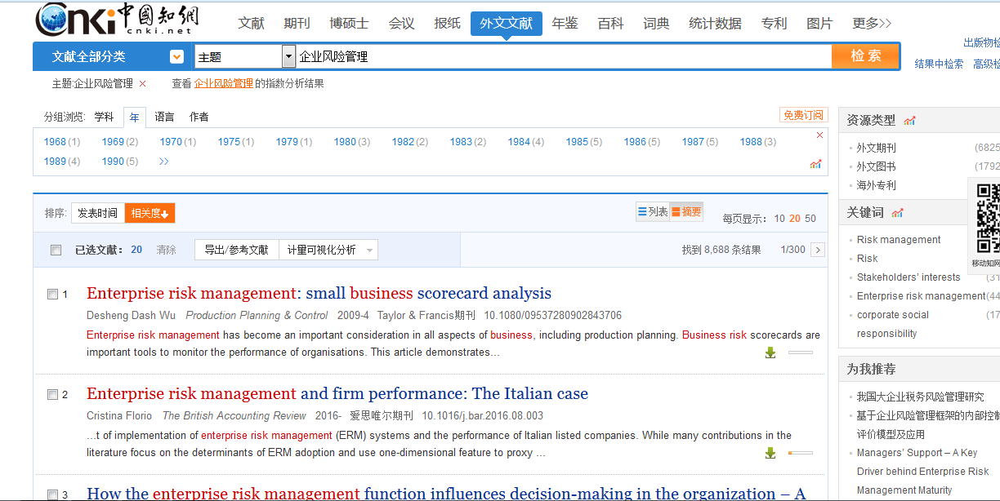 Cnki中國知網
cnki.net
文献 期刊 博硕士 会议 报纸 外文文献 年鉴 百科 词典 统计数据 专利 图片 更多>>
出版物检
文献全部分类 主题 企业风险管理 检索 结果中检索 高级检
主题:企业风险管理 × 查看 企业风险管理 的指数分析结果
分组浏览: 学科 年 语言 作者 免费订阅
1968(1) 1969(2) 1970(1) 1975(1) 1979(1) 1980(3) 1982(2) 1983(2) 1984(4) 1985(5) 1986(5) 1987(5) 1988(3)
1989(4) 1990(5) >>
排序: 发表时间 相关度↓ 列表 摘要 每页显示: 10 20 50
已选文献: 20 清除 导出/参考文献 计量可视化分析 找到 8,688 条结果 1/300 >
1 Enterprise risk management: small business scorecard analysis
Desheng Dash Wu Production Planning & Control 2009-4 Taylor & Francis期刊 10.1080/09537280902843706
Enterprise risk management has become an important consideration in all aspects of business, including production planning. Business risk scorecards are
important tools to monitor the performance of organisations. This article demonstrates...
2 Enterprise risk management and firm performance: The Italian case
Cristina Florio The British Accounting Review 2016- 爱思唯尔期刊 10.1016/j.bar.2016.08.003
...t of implementation of enterprise risk management (ERM) systems and the performance of Italian listed companies. While many contributions in the
literature focus on the determinants of ERM adoption and use one-dimensional feature to proxy ...
3 How the enterprise risk management function influences decision-making in the organization – A
资源类型
外文期刊 (6825
外文图书 (1792
海外专利
关键词
Risk management
Risk
移动知网
Stakeholders' interests (31
Enterprise risk management(44
corporate social (17
responsibility
为我推荐
我国大企业税务风险管理研究
基于企业风险管理框架的内部控制
评价模型及应用
Managers' Support – A Key
Driver behind Enterprise Risk
Management Maturity